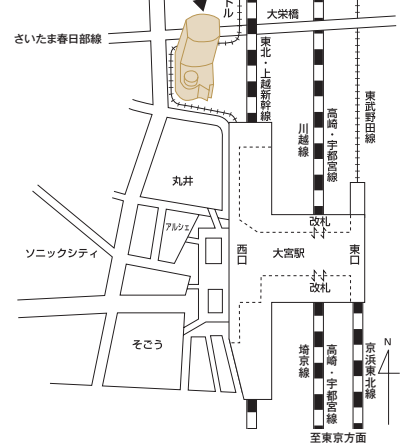 トル
大栄橋
さいたま春日部線
東北・上越新幹線
東武野田線
高崎・宇都宮線
川越線
丸井
アルシェ
改札
ソニックシティ
西口
大宮駅
東口
改札
そごう
埼京線
高崎・宇都宮線
京浜東北線
N
至東京方面